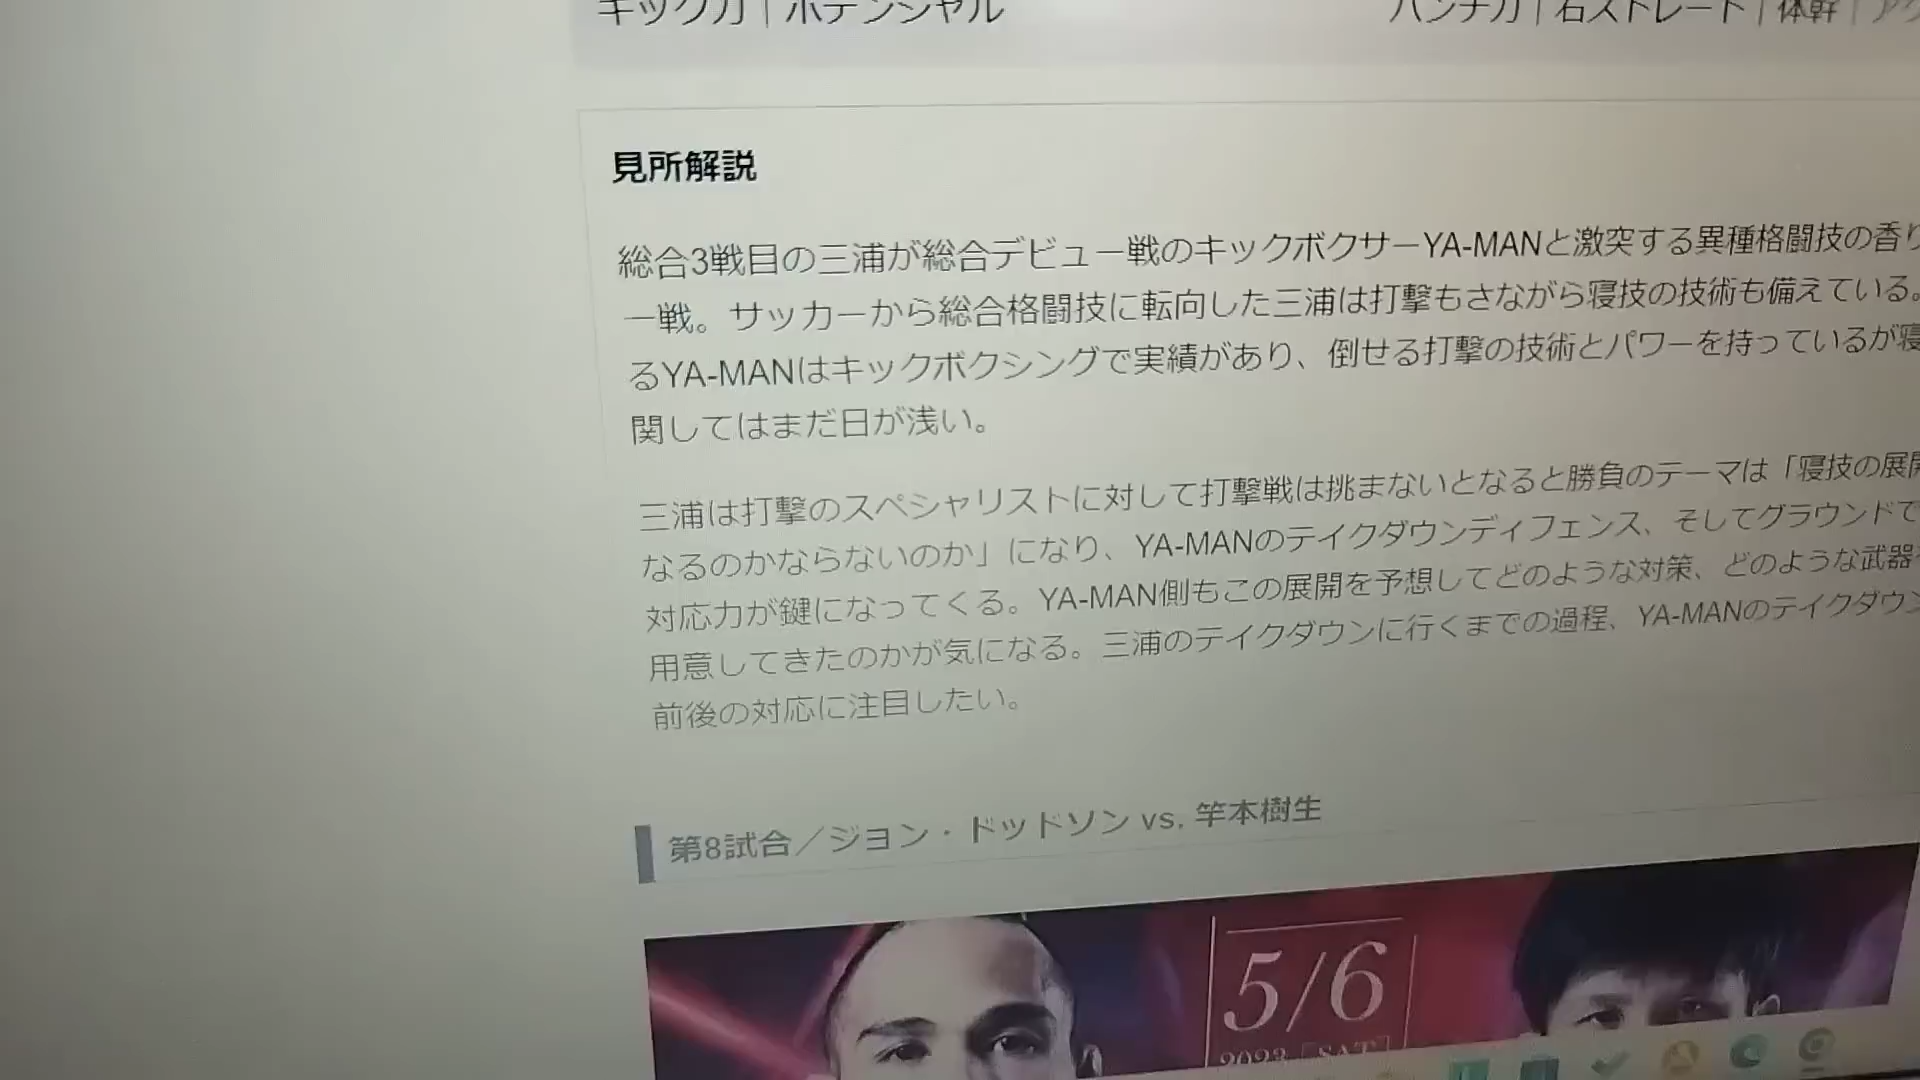 キック力｜ポテンシャル
パンチ力｜右ストレート｜体幹｜
見所解説
総合3戦目の三浦が総合デビュー戦のキックボクサーYA-MANと激突する異種格闘技の香り
一戦。サッカーから総合格闘技に転向した三浦は打撃もさながら寝技の技術も備えている。
るYA-MANはキックボクシングで実績があり、倒せる打撃の技術とパワーを持っているが寝
関してはまだ日が浅い。
三浦は打撃のスペシャリストに対して打撃戦は挑まないとなると勝負のテーマは「寝技の展開
なるのかならないのか」になり、YA-MANのテイクダウンディフェンス、そしてグラウンドで
対応力が鍵になってくる。YA-MAN側もこの展開を予想してどのような対策、どのような武器
用意してきたのかが気になる。三浦のテイクダウンに行くまでの過程、YA-MANのテイクダウン
前後の対応に注目したい。
第8試合／ジョン・ドッドソン vs. 竿本樹生
5/6
2023 [SAT]